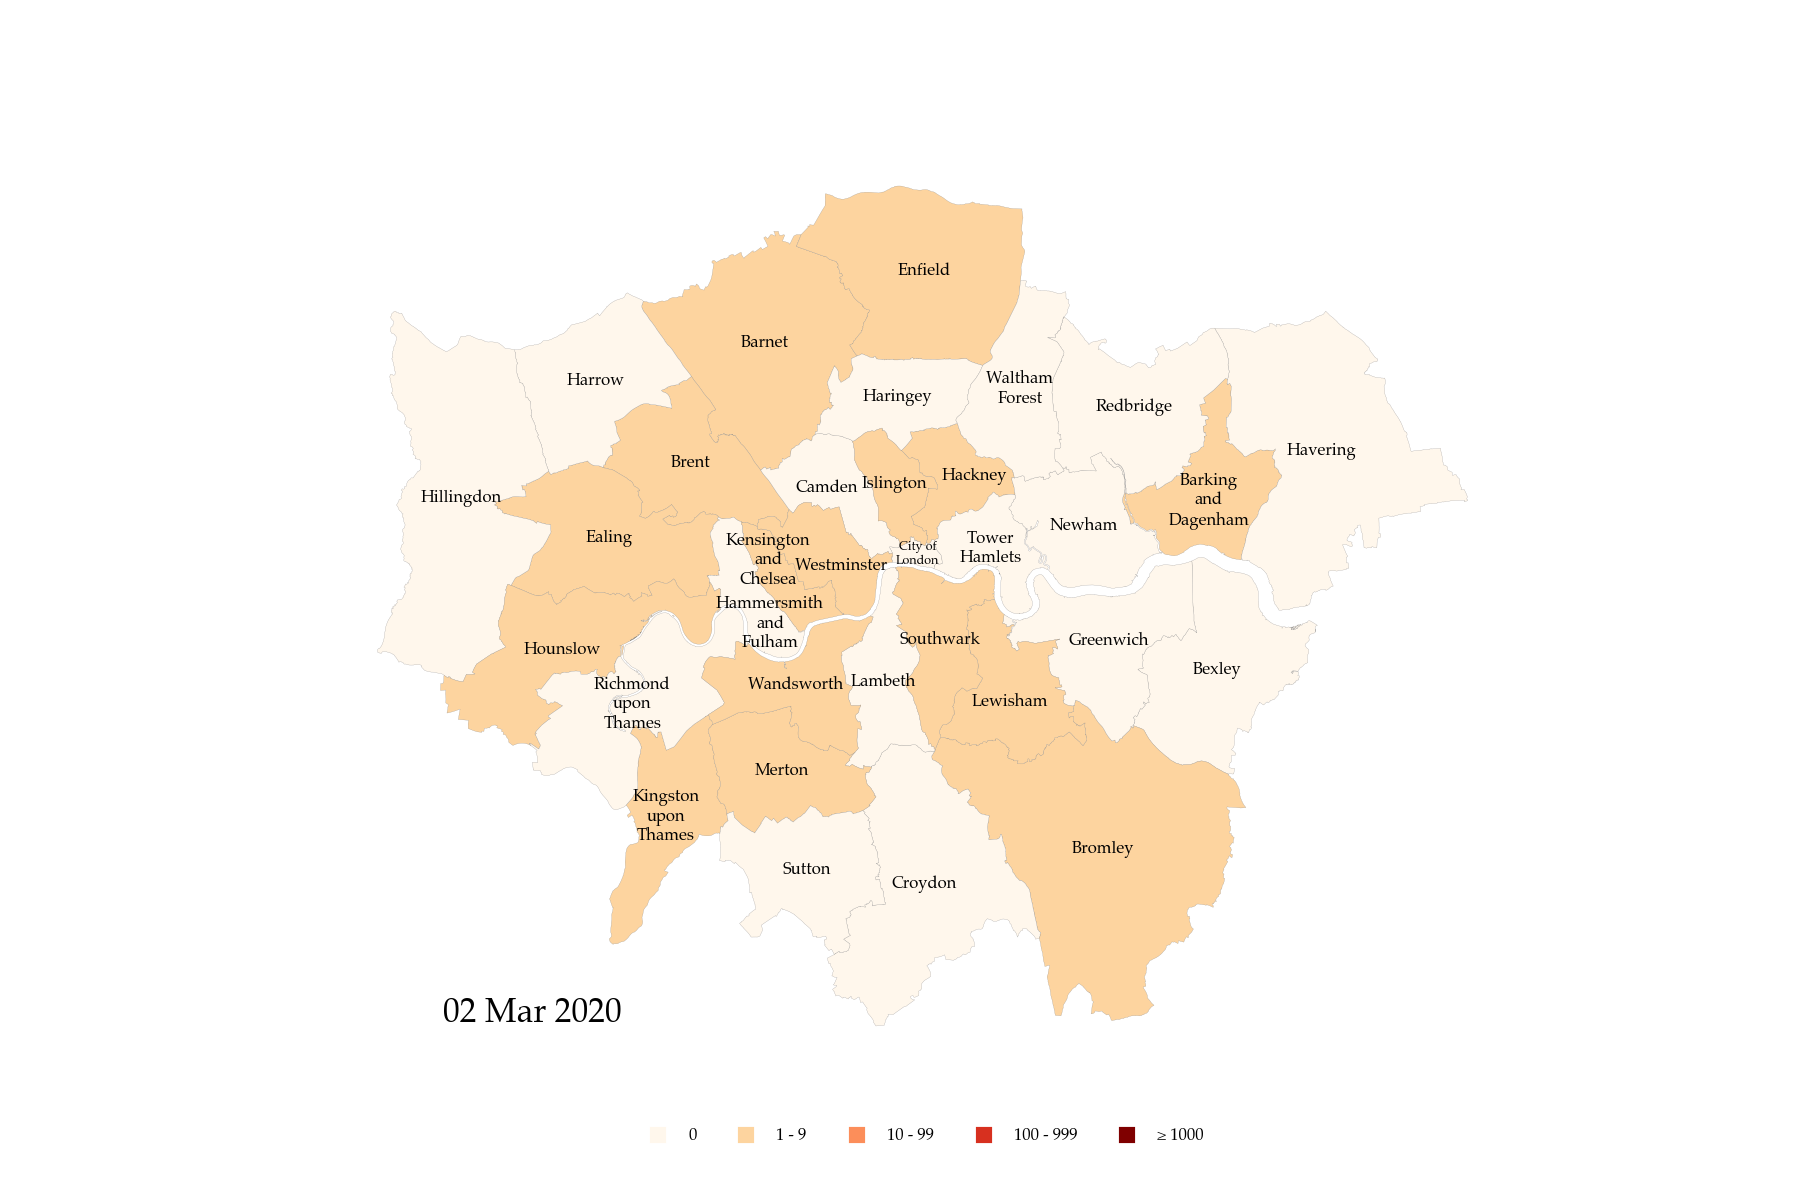 Enfield
Barnet
Harrow
Waltham
Forest
Haringey
Redbridge
Havering
Brent
Hackney
Islington
Camden
Barking
and
Dagenham
Hillingdon
Newham
Ealing
Kensington
and
Chelsea
Westminster
City of
London
Tower
Hamlets
Hammersmith
and
Fulham
Hounslow
Southwark
Greenwich
Bexley
Richmond
upon
Thames
Wandsworth
Lambeth
Lewisham
Merton
Kingston
upon
Thames
Bromley
Sutton
Croydon
02 Mar 2020
0
1 - 9
10 - 99
100 - 999
≥ 1000